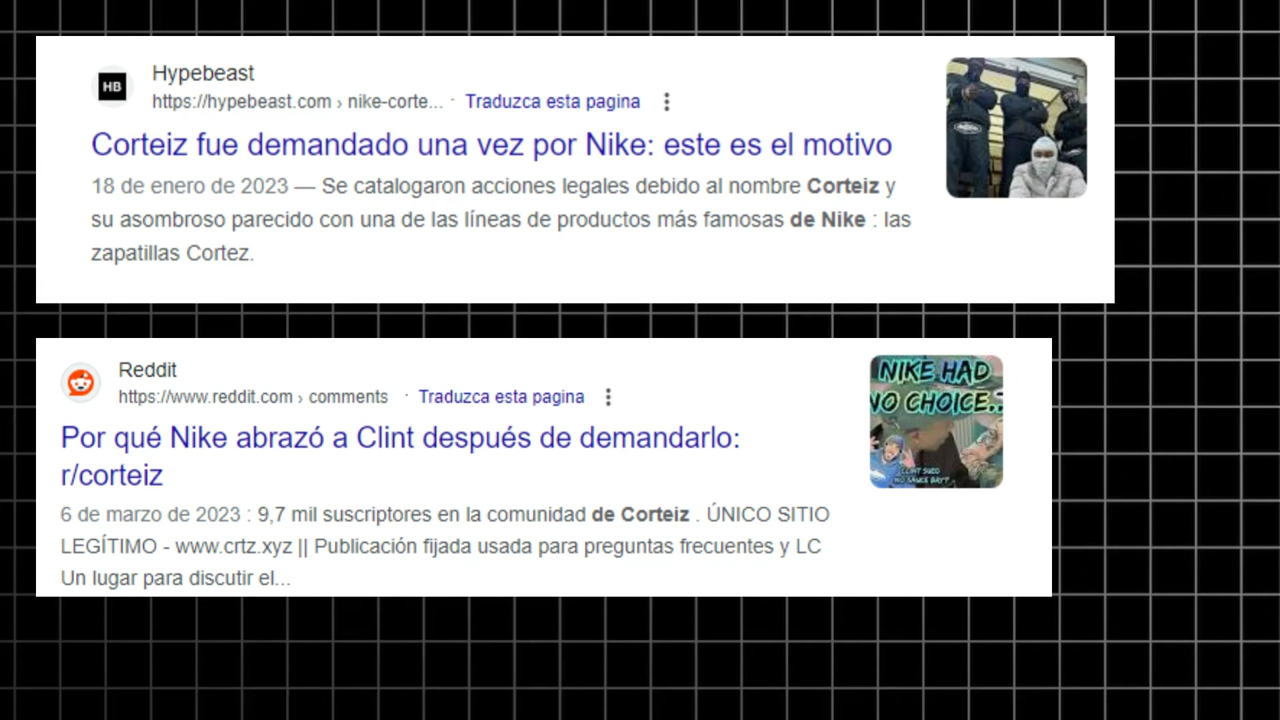 HB
Hypebeast
https://hypebeast.com › nike-corte... · Traduzca esta pagina
Corteiz fue demandado una vez por Nike: este es el motivo
18 de enero de 2023 — Se catalogaron acciones legales debido al nombre Corteiz y
su asombroso parecido con una de las líneas de productos más famosas de Nike : las
zapatillas Cortez.
Reddit
https://www.reddit.com › comments · Traduzca esta pagina
Por qué Nike abrazó a Clint después de demandarlo:
r/corteiz
6 de marzo de 2023 : 9,7 mil suscriptores en la comunidad de Corteiz . ÚNICO SITIO
LEGÍTIMO - www.crtz.xyz || Publicación fijada usada para preguntas frecuentes y LC
Un lugar para discutir el...
NIKE HAD
NO CHOICE..
CLINT SUED